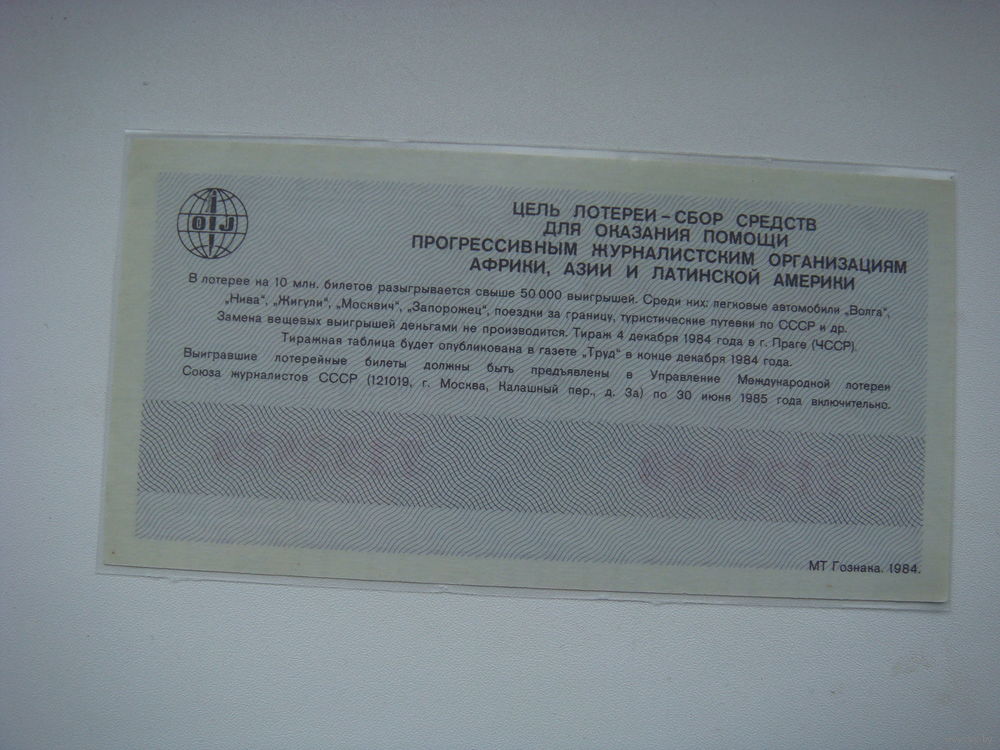 OIJ
ЦЕЛЬ ЛОТЕРЕИ – СБОР СРЕДСТВ
ДЛЯ ОКАЗАНИЯ ПОМОЩИ
ПРОГРЕССИВНЫМ ЖУРНАЛИСТСКИМ ОРГАНИЗАЦИЯМ
АФРИКИ, АЗИИ И ЛАТИНСКОЙ АМЕРИКИ
В лотерее на 10 млн. билетов разыгрывается свыше 50 000 выигрышей. Среди них: легковые автомобили „Волга“,
„Нива“, „Жигули“, „Москвич“, „Запорожец“, поездки за границу, туристические путевки по СССР и др.
Замена вещевых выигрышей деньгами не производится. Тираж 4 декабря 1984 года в г. Праге (ЧССР).
Тиражная таблица будет опубликована в газете „Труд“ в конце декабря 1984 года.
Выигравшие лотерейные билеты должны быть предъявлены в Управление Международной лотереи
Союза журналистов СССР (121019, г. Москва, Калашный пер., д. 3а) по 30 июня 1985 года включительно.
МТ Гознака. 1984.